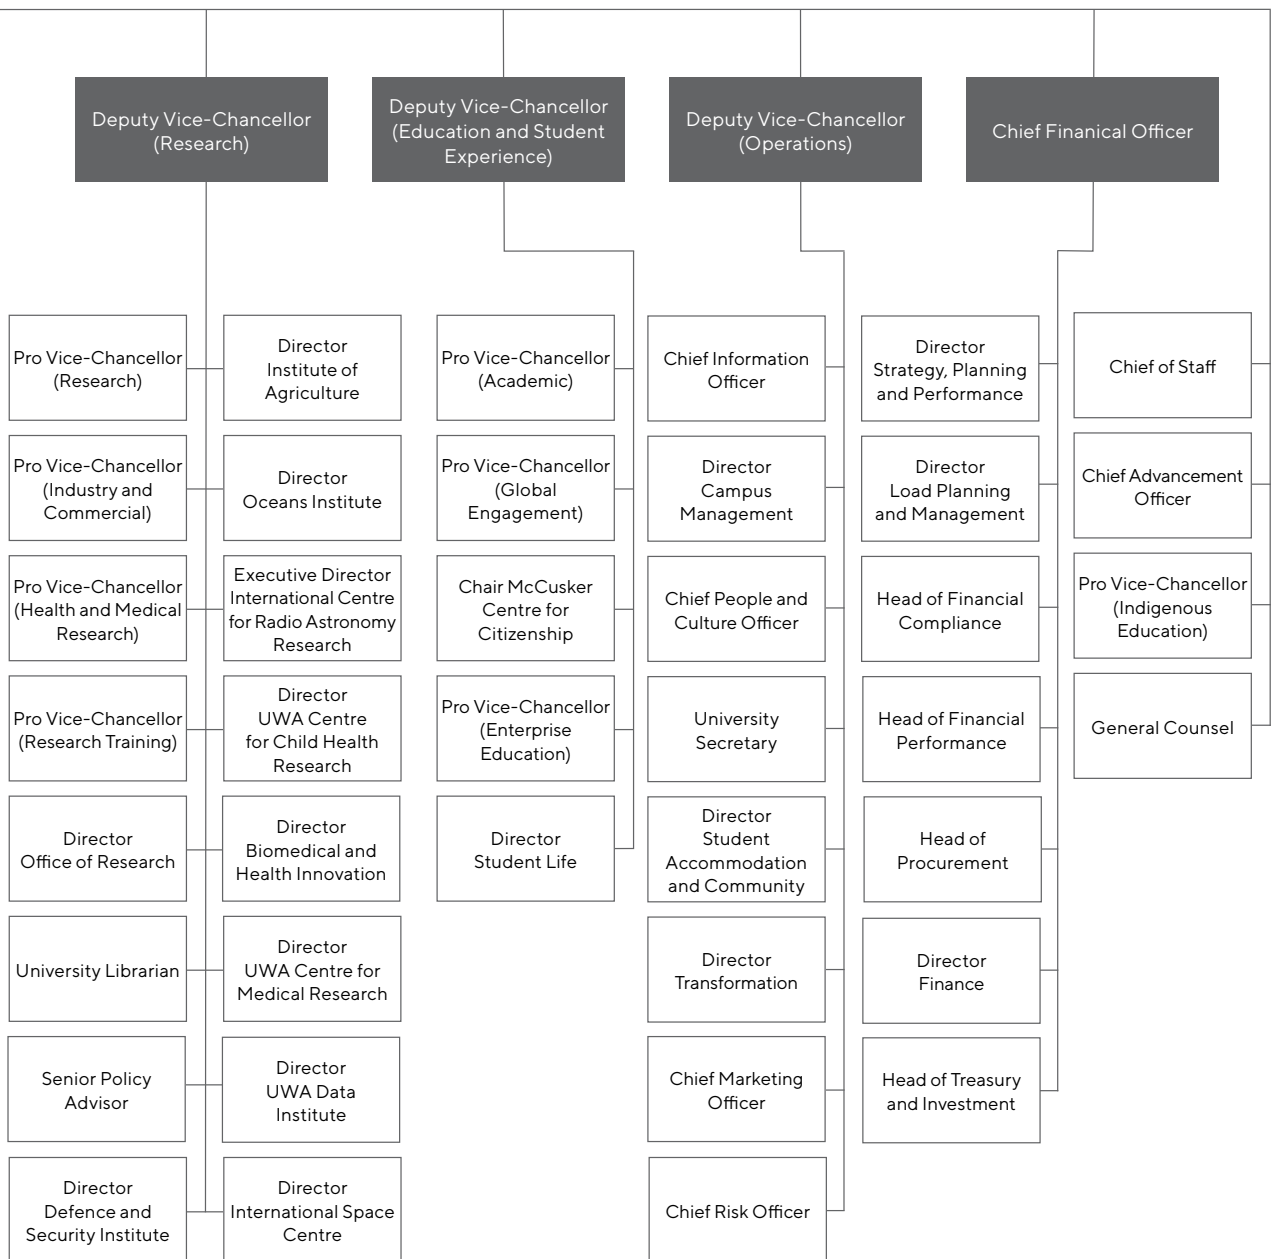 Deputy Vice-Chancellor
(Research)
Deputy Vice-Chancellor
(Education and Student
Experience)
Deputy Vice-Chancellor
(Operations)
Chief Finanical Officer
Pro Vice-Chancellor
(Research)
Pro Vice-Chancellor
(Industry and
Commercial)
Pro Vice-Chancellor
(Health and Medical
Research)
Pro Vice-Chancellor
(Research Training)
Director
Office of Research
University Librarian
Senior Policy
Advisor
Director
Defence and
Security Institute
Director
Institute of
Agriculture
Director
Oceans Institute
Executive Director
International Centre
for Radio Astronomy
Research
Director
UWA Centre
for Child Health
Research
Director
Biomedical and
Health Innovation
Director
UWA Centre for
Medical Research
Director
UWA Data
Institute
Director
International Space
Centre
Pro Vice-Chancellor
(Academic)
Pro Vice-Chancellor
(Global
Engagement)
Chair McCusker
Centre for
Citizenship
Pro Vice-Chancellor
(Enterprise
Education)
Director
Student Life
Chief Information
Officer
Director
Campus
Management
Chief People and
Culture Officer
University
Secretary
Director
Student
Accommodation
and Community
Director
Transformation
Chief Marketing
Officer
Chief Risk Officer
Director
Strategy, Planning
and Performance
Director
Load Planning
and Management
Head of Financial
Compliance
Head of Financial
Performance
Head of
Procurement
Director
Finance
Head of Treasury
and Investment
Chief of Staff
Chief Advancement
Officer
Pro Vice-Chancellor
(Indigenous
Education)
General Counsel